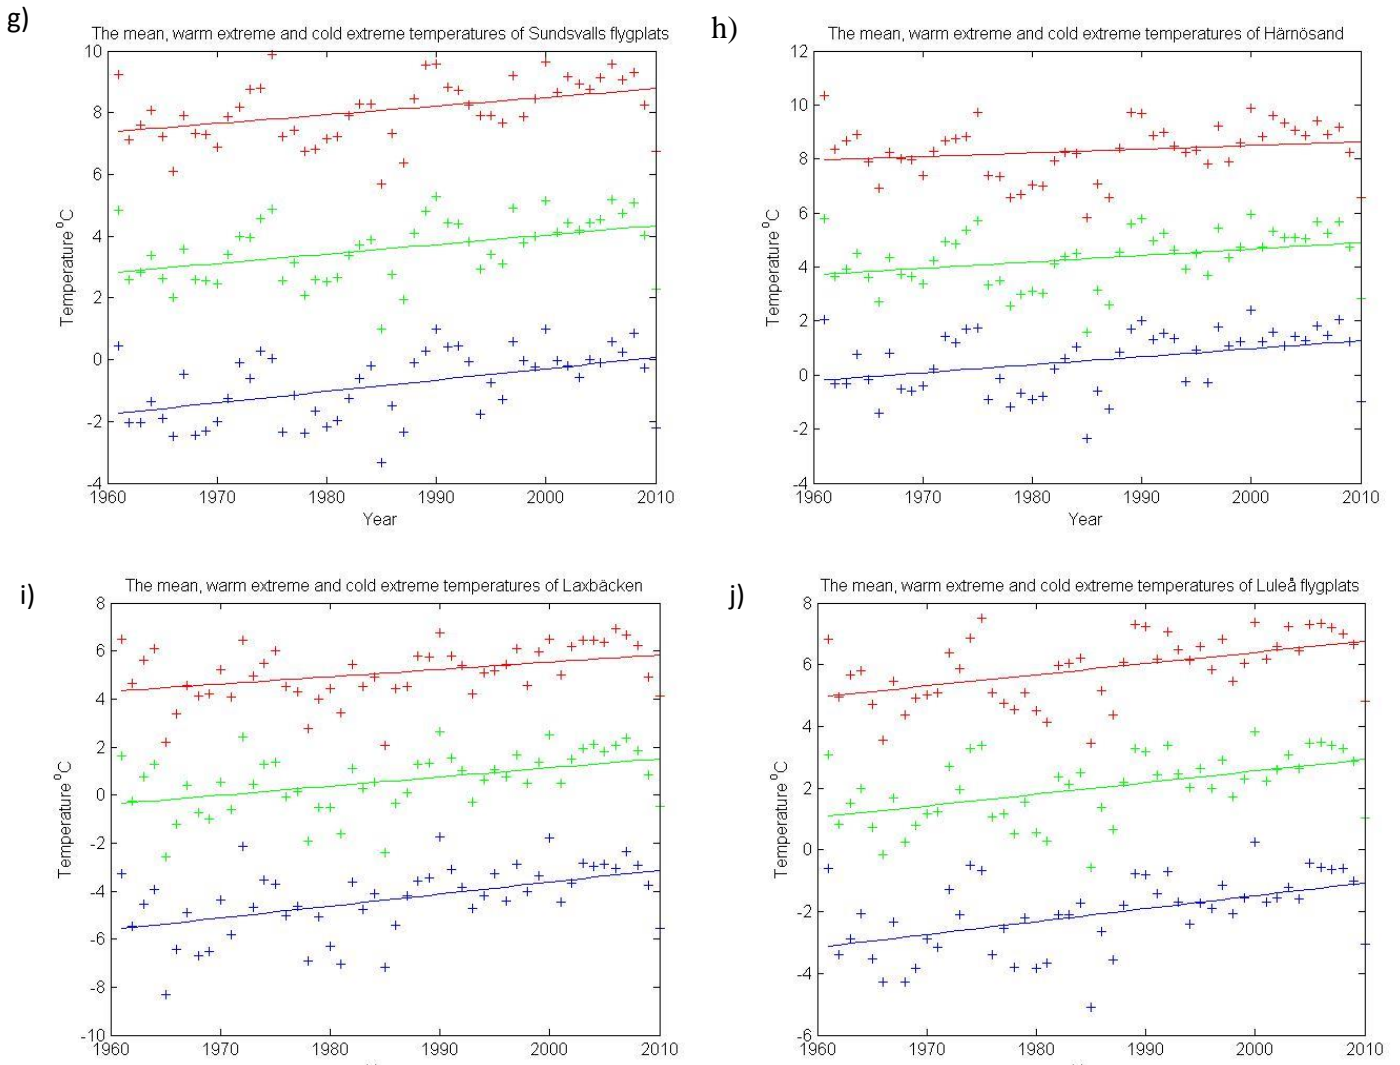 g)
The mean, warm extreme and cold extreme temperatures of Sundsvalls flygplats
10
8
6
4
2
0
-2
-4
Temperature ºC
1960 1970 1980 1990 2000 2010
Year
h)
The mean, warm extreme and cold extreme temperatures of Härnösand
12
10
8
6
4
2
0
-2
-4
Temperature ºC
1960 1970 1980 1990 2000 2010
Year
i)
The mean, warm extreme and cold extreme temperatures of Laxbäcken
8
6
4
2
0
-2
-4
-6
-8
-10
Temperature ºC
1960 1970 1980 1990 2000 2010
j)
The mean, warm extreme and cold extreme temperatures of Luleå flygplats
8
6
4
2
0
-2
-4
-6
Temperature ºC
1960 1970 1980 1990 2000 2010